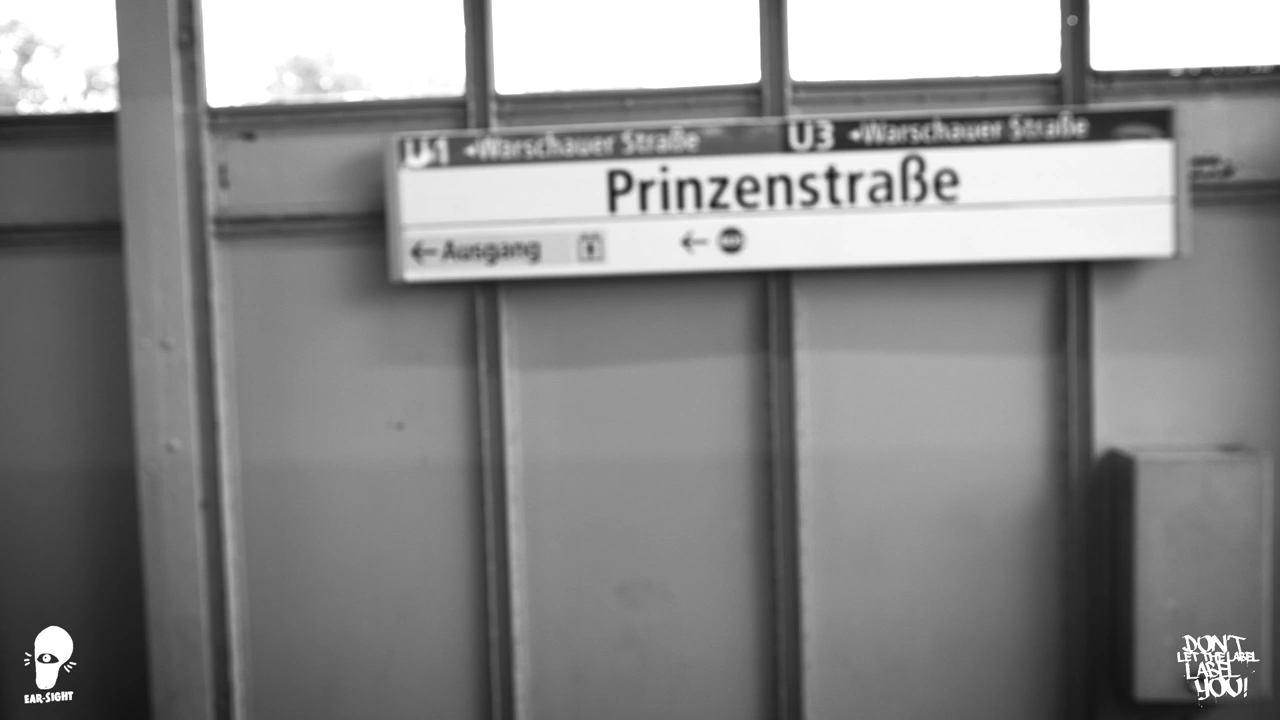 U1 Warschauer Straße U3 Warschauer Straße
Prinzenstraße
←Ausgang ←
EAR-SIGHT
DON'T
LET THE LABEL
LABEL
YOU!